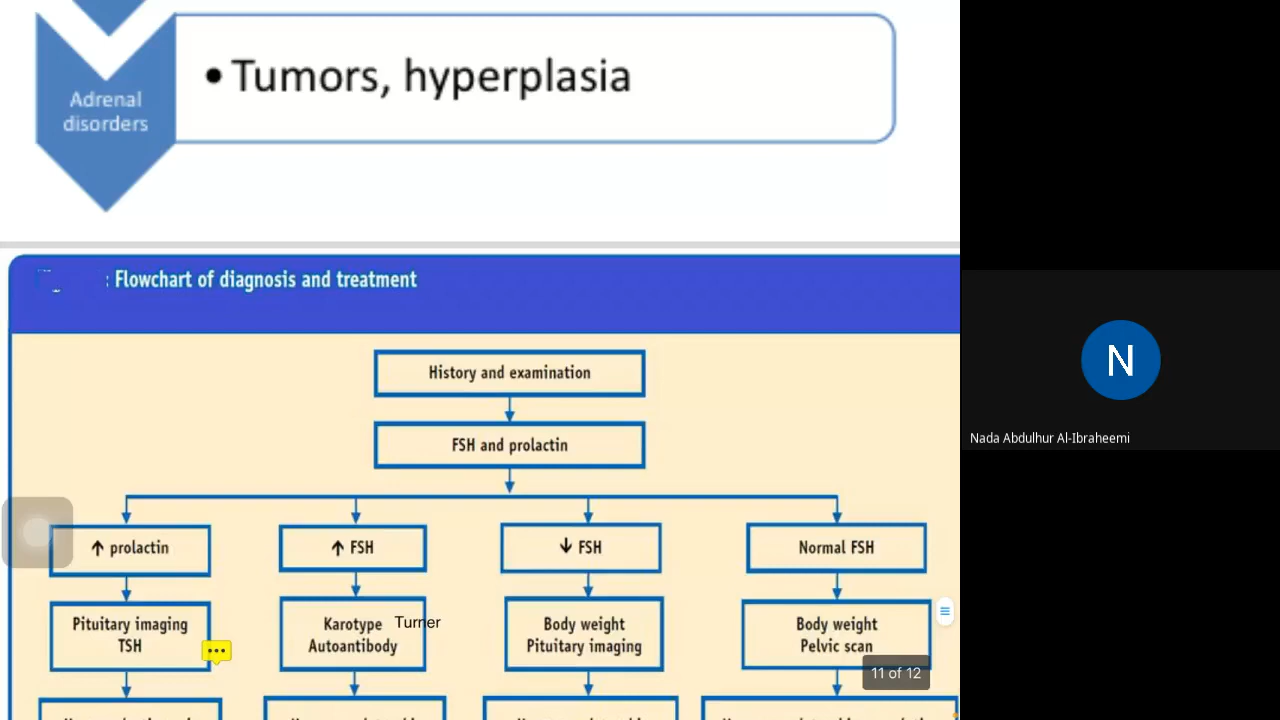 • Tumors, hyperplasia
Adrenal
disorders
: Flowchart of diagnosis and treatment
History and examination
FSH and prolactin
↑ prolactin
↑ FSH
↓ FSH
Normal FSH
Pituitary imaging
TSH
Karotype
Autoantibody
Turner
Body weight
Pituitary imaging
Body weight
Pelvic scan
11 of 12
N
Nada Abdulhur Al-Ibraheemi